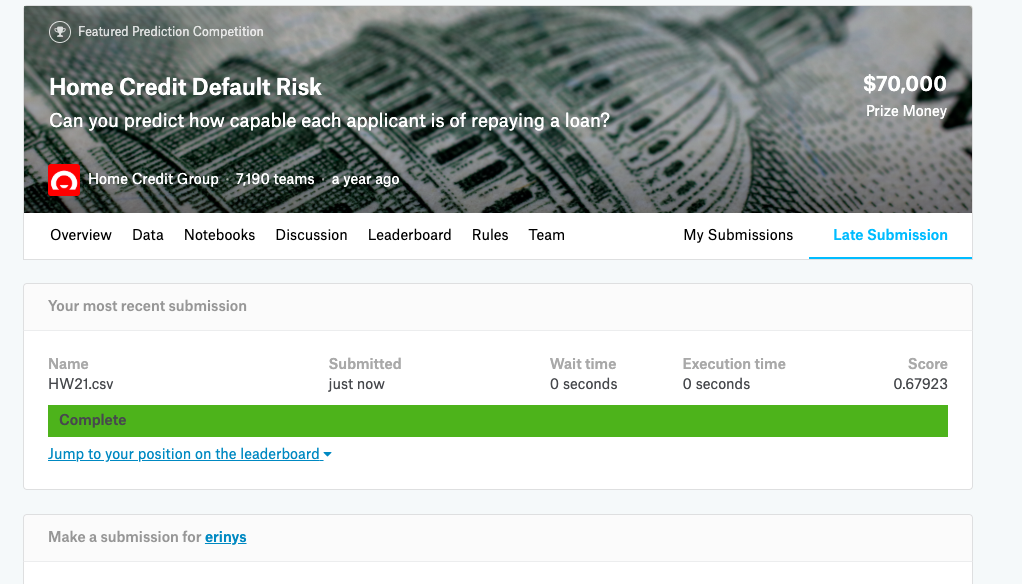 Featured Prediction Competition
Home Credit Default Risk
$70,000
Can you predict how capable each applicant is of repaying a loan?
Prize Money
Home Credit Group · 7,190 teams · a year ago
Overview Data Notebooks Discussion Leaderboard Rules Team My Submissions Late Submission
Your most recent submission
Name Submitted Wait time Execution time Score
HW21.csv just now 0 seconds 0 seconds 0.67923
Complete
Jump to your position on the leaderboard
Make a submission for erinys